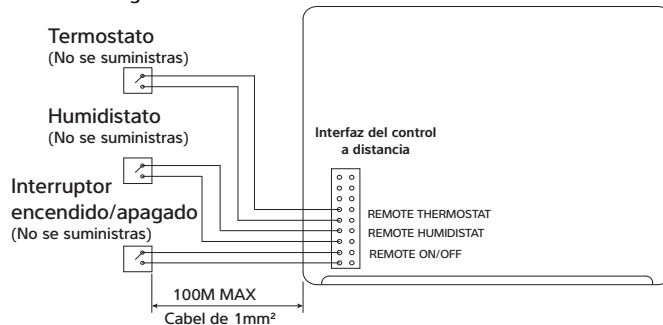 Termostato
(No se suministras)
Humidistato
(No se suministras)
Interruptor
encendido/apagado
(No se suministras)
Interfaz del control
a distancia
REMOTE THERMOSTAT
REMOTE HUMIDISTAT
REMOTE ON/OFF
100M MAX
Cabel de 1mm²